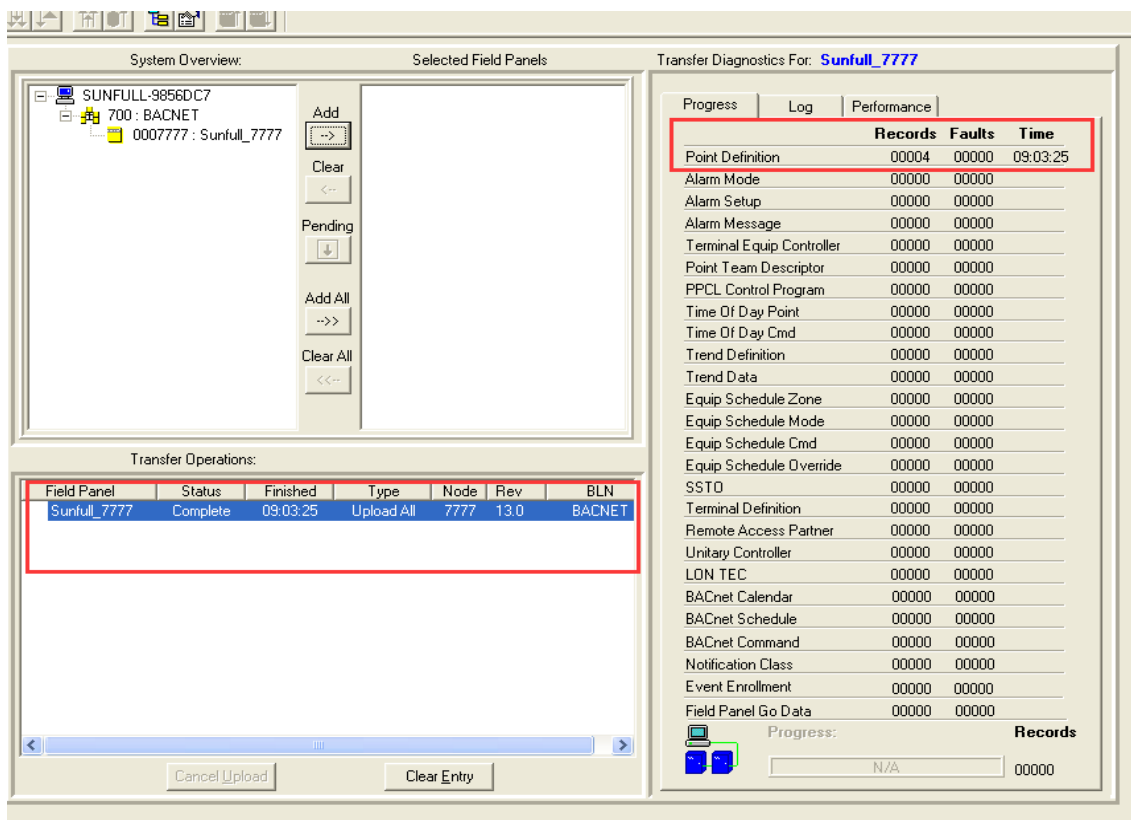 System Overview:
Selected Field Panels
SUNFULL-9856DC7
700 : BACNET
0007777 : Sunfull_7777
Add
-->
Clear
<--
Pending
Add All
-->>
Clear All
<<--
Transfer Operations:
Field Panel Status Finished Type Node Rev BLN
Sunfull_7777 Complete 09:03:25 Upload All 7777 13.0 BACNET
Cancel Upload
Clear Entry
Transfer Diagnostics For: Sunfull_7777
Progress Log Performance
Records Faults Time
Point Definition 00004 00000 09:03:25
Alarm Mode 00000 00000
Alarm Setup 00000 00000
Alarm Message 00000 00000
Terminal Equip Controller 00000 00000
Point Team Descriptor 00000 00000
PPCL Control Program 00000 00000
Time Of Day Point 00000 00000
Time Of Day Cmd 00000 00000
Trend Definition 00000 00000
Trend Data 00000 00000
Equip Schedule Zone 00000 00000
Equip Schedule Mode 00000 00000
Equip Schedule Cmd 00000 00000
Equip Schedule Override 00000 00000
SSTO 00000 00000
Terminal Definition 00000 00000
Remote Access Partner 00000 00000
Unitary Controller 00000 00000
LON TEC 00000 00000
BACnet Calendar 00000 00000
BACnet Schedule 00000 00000
BACnet Command 00000 00000
Notification Class 00000 00000
Event Enrollment 00000 00000
Field Panel Go Data 00000 00000
Progress: Records
N/A 00000